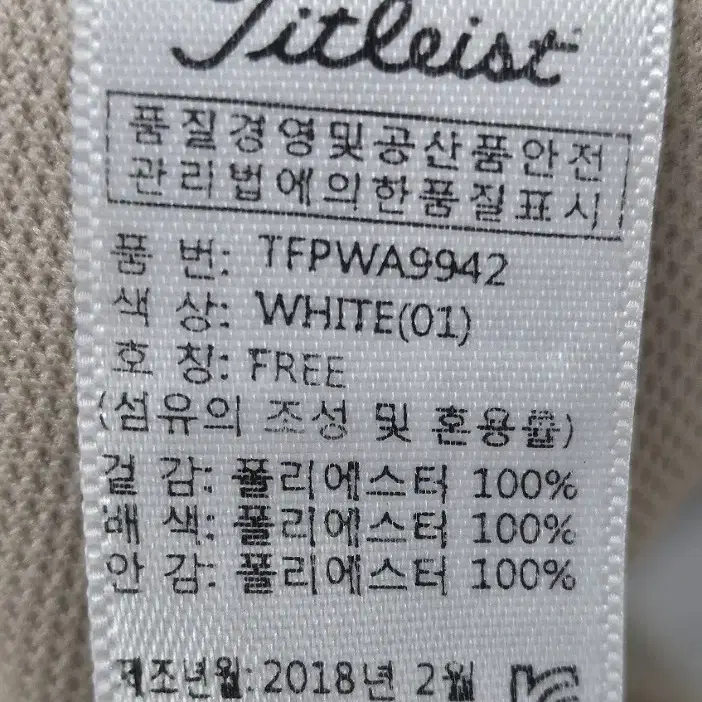 Titleist
품질경영및공산품안전
관리법에의한품질표시
품 번: TFPWA9942
색 상: WHITE(01)
호 칭: FREE
(섬유의 조성 및 혼용률)
겉 감: 폴리에스터 100%
배 색: 폴리에스터 100%
안 감: 폴리에스터 100%
제조년월: 2018년 2월